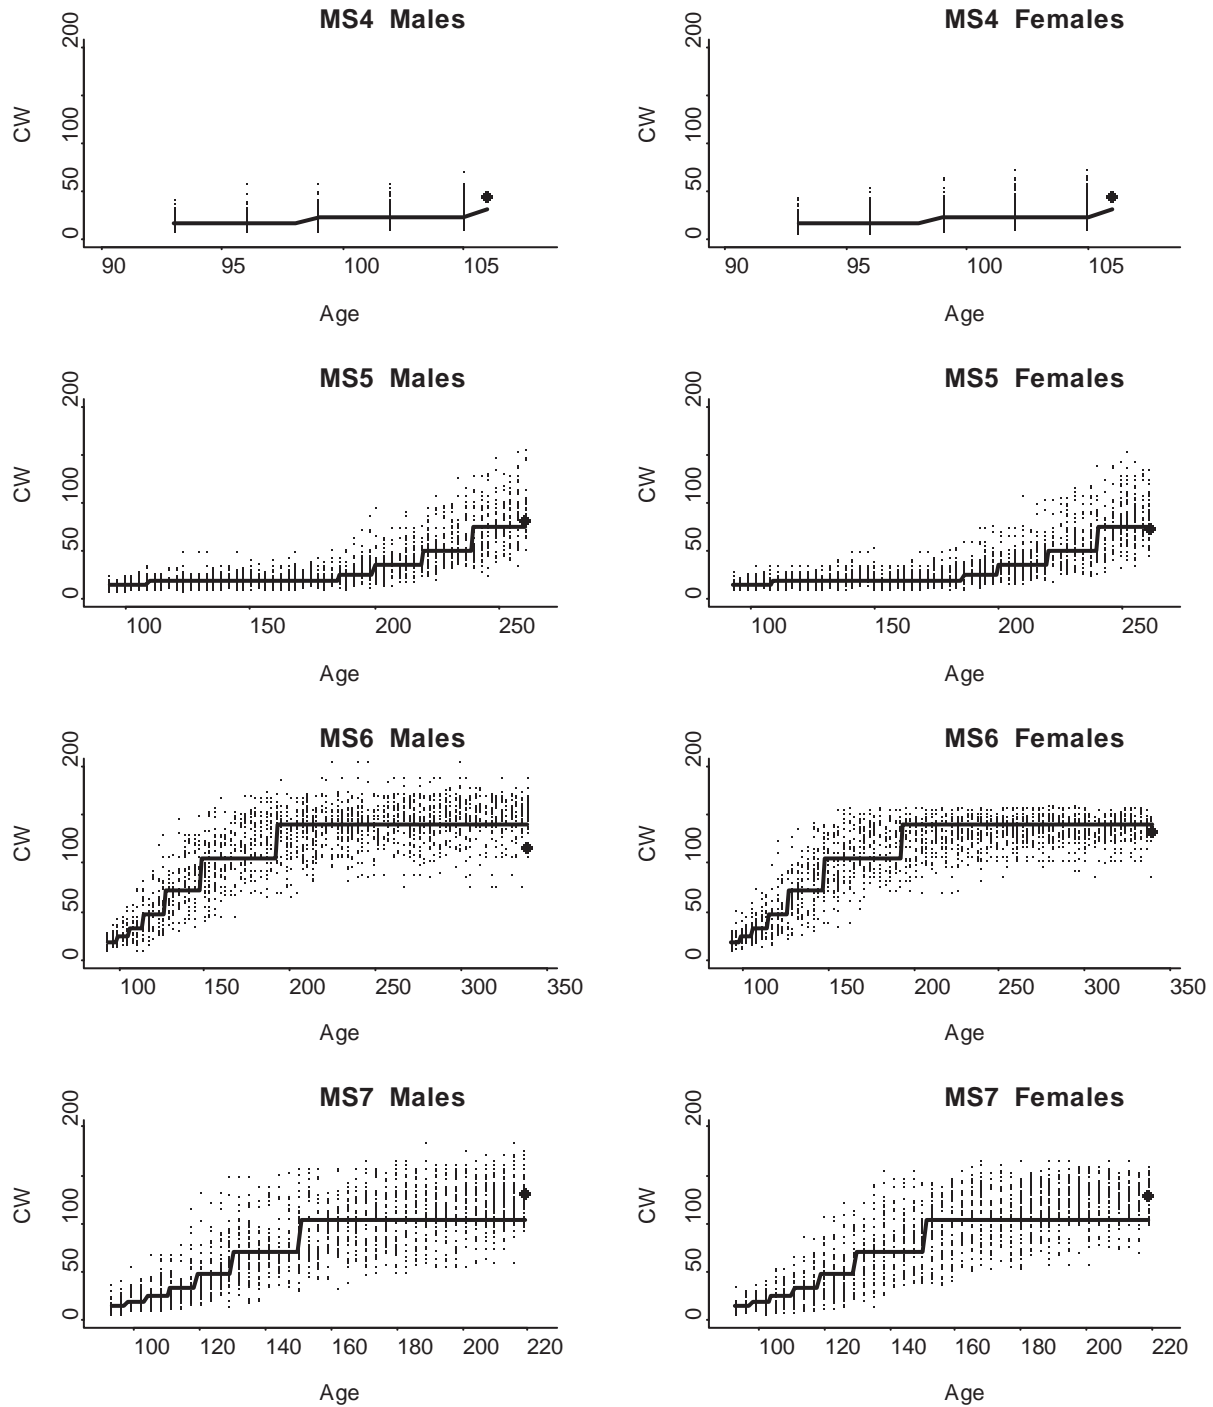 MS4 Males
MS4 Females
200
100
50
0
CW
90 95 100 105
Age
200
100
50
0
CW
90 95 100 105
Age
MS5 Males
MS5 Females
200
100
50
0
CW
100 150 200 250
Age
200
100
50
0
CW
100 150 200 250
Age
MS6 Males
MS6 Females
200
100
50
0
CW
100 150 200 250 300 350
Age
200
100
50
0
CW
100 150 200 250 300 350
Age
MS7 Males
MS7 Females
200
100
50
0
CW
100 120 140 160 180 200 220
Age
200
100
50
0
CW
100 120 140 160 180 200 220
Age